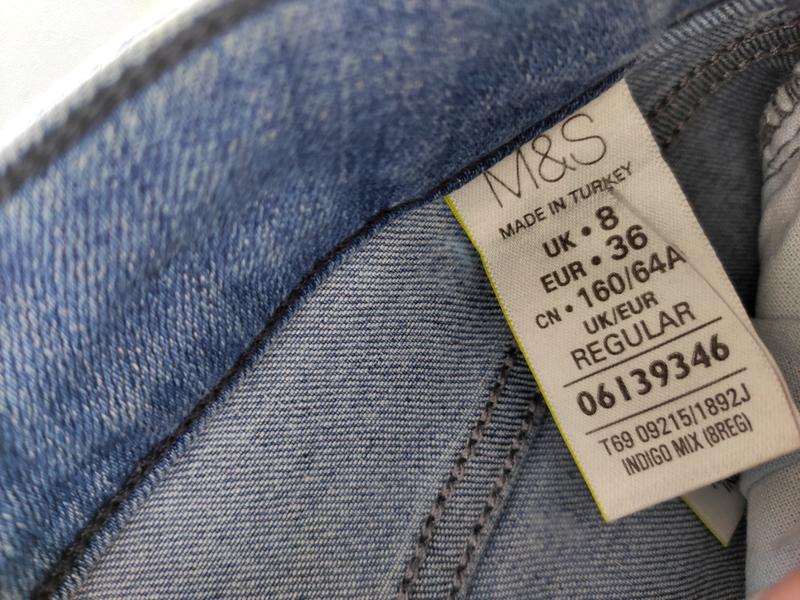 M&S
MADE IN TURKEY
UK • 8
EUR • 36
CN • 160/64A
UK/EUR
REGULAR
06139346
T69 09215/1892J
INDIGO MIX (8REG)